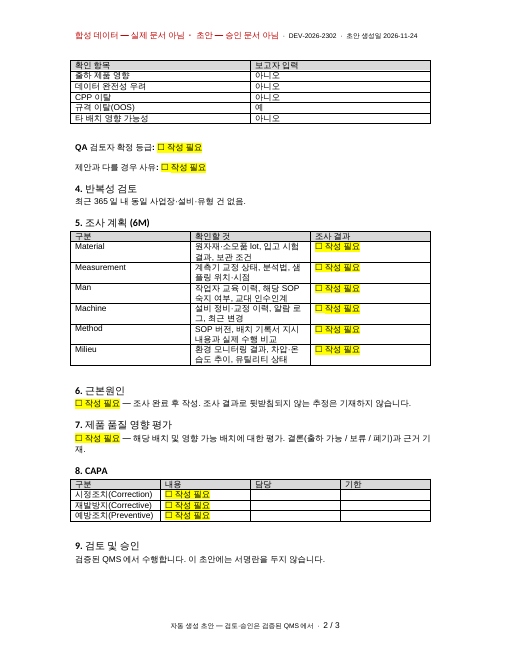 합성 데이터 — 실제 문서 아님 · 초안 — 승인 문서 아님 · DEV-2026-2302 · 초안 생성일 2026-11-24
확인 항목 보고자 입력
출하 제품 영향 아니오
데이터 완전성 우려 아니오
CPP 이탈 아니오
규격 이탈(OOS) 예
타 배치 영향 가능성 아니오
QA 검토자 확정 등급: ☐ 작성 필요
제안과 다를 경우 사유: ☐ 작성 필요
4. 반복성 검토
최근 365 일 내 동일 사업장·설비·유형 건 없음.
5. 조사 계획 (6M)
구분 확인할 것 조사 결과
Material 원자재·소모품 lot, 입고 시험 ☐ 작성 필요
결과, 보관 조건
Measurement 계측기 교정 상태, 분석법, 샘 ☐ 작성 필요
플링 위치·시점
Man 작업자 교육 이력, 해당 SOP ☐ 작성 필요
숙지 여부, 교대 인수인계
Machine 설비 정비·교정 이력, 알람 로 ☐ 작성 필요
그, 최근 변경
Method SOP 버전, 배치 기록서 지시 ☐ 작성 필요
내용과 실제 수행 비교
Milieu 환경 모니터링 결과, 차압·온 ☐ 작성 필요
습도 추이, 유틸리티 상태
6. 근본원인
☐ 작성 필요 — 조사 완료 후 작성. 조사 결과로 뒷받침되지 않는 추정은 기재하지 않습니다.
7. 제품 품질 영향 평가
☐ 작성 필요 — 해당 배치 및 영향 가능 배치에 대한 평가. 결론(출하 가능 / 보류 / 폐기)과 근거 기
재.
8. CAPA
구분 내용 담당 기한
시정조치(Correction) ☐ 작성 필요
재발방지(Corrective) ☐ 작성 필요
예방조치(Preventive) ☐ 작성 필요
9. 검토 및 승인
검증된 QMS 에서 수행합니다. 이 초안에는 서명란을 두지 않습니다.
자동 생성 초안 — 검토·승인은 검증된 QMS 에서 · 2 / 3